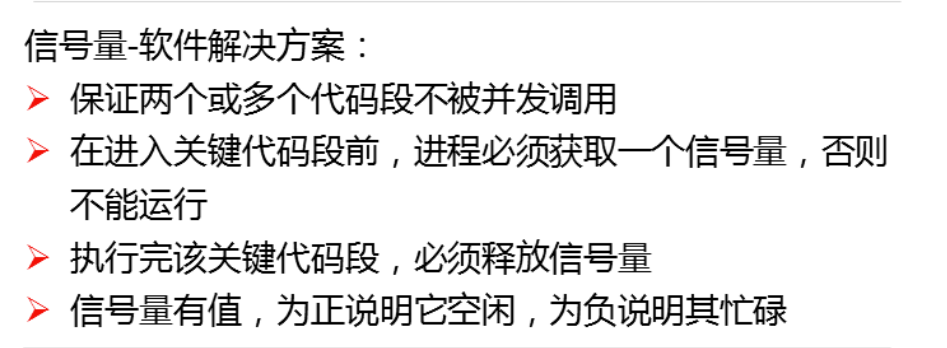 信号量-软件解决方案：
➢ 保证两个或多个代码段不被并发调用
➢ 在进入关键代码段前，进程必须获取一个信号量，否则
不能运行
➢ 执行完该关键代码段，必须释放信号量
➢ 信号量有值，为正说明它空闲，为负说明其忙碌